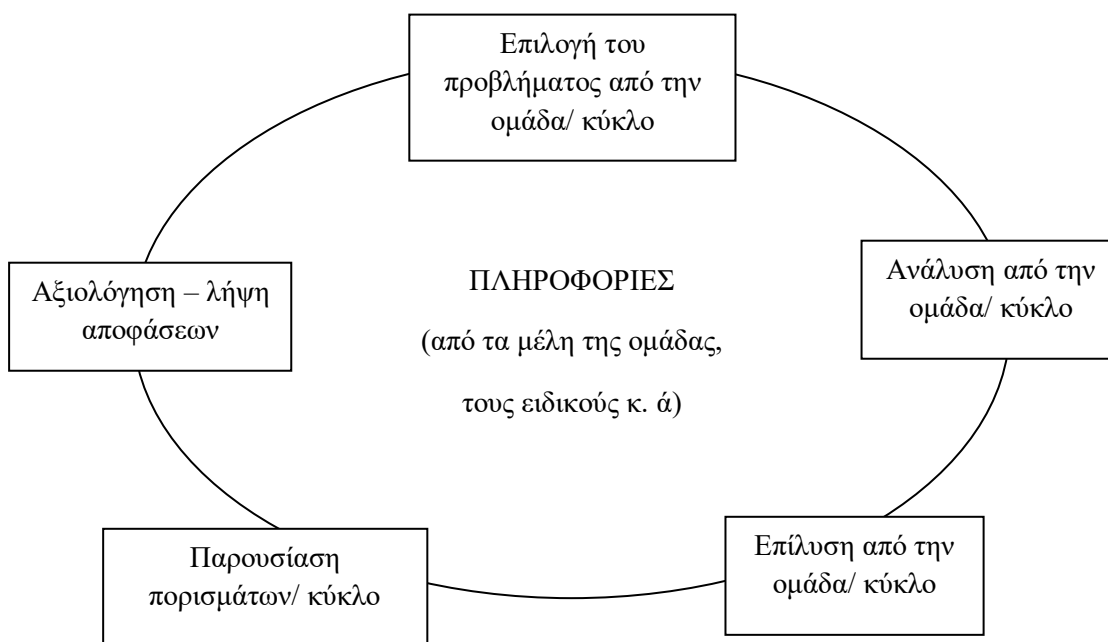 Επιλογή του
προβλήματος από την
ομάδα/ κύκλο
Ανάλυση από την
ομάδα/ κύκλο
ΠΛΗΡΟΦΟΡΙΕΣ
(από τα μέλη της ομάδας,
τους ειδικούς κ. ά)
Αξιολόγηση – λήψη
αποφάσεων
Επίλυση από την
ομάδα/ κύκλο
Παρουσίαση
πορισμάτων/ κύκλο